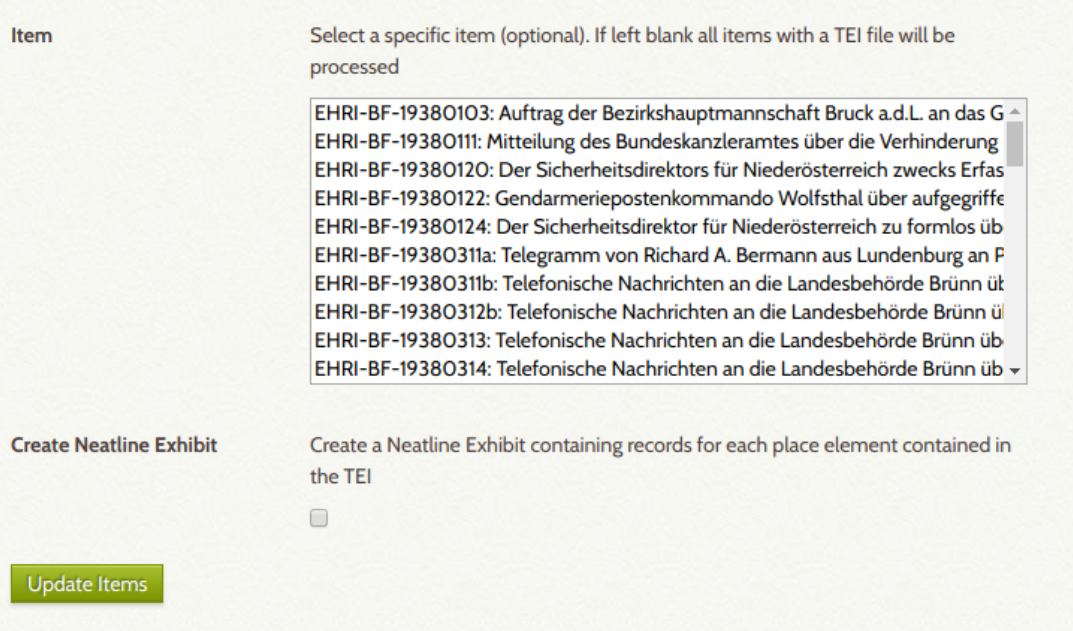 Item
Select a specific item (optional). If left blank all items with a TEI file will be
processed
EHRI-BF-19380103: Auftrag der Bezirkshauptmannschaft Bruck a.d.L. an das G
EHRI-BF-19380111: Mitteilung des Bundeskanzleramtes über die Verhinderung
EHRI-BF-19380120: Der Sicherheitsdirektors für Niederösterreich zwecks Erfas
EHRI-BF-19380122: Gendarmeriepostenkommando Wolfsthal über aufgegriffe
EHRI-BF-19380124: Der Sicherheitsdirektor für Niederösterreich zu formlos üb
EHRI-BF-19380311a: Telegramm von Richard A. Bermann aus Lundenburg an P
EHRI-BF-19380311b: Telefonische Nachrichten an die Landesbehörde Brünn üb
EHRI-BF-19380312b: Telefonische Nachrichten an die Landesbehörde Brünn ü
EHRI-BF-19380313: Telefonische Nachrichten an die Landesbehörde Brünn üb
EHRI-BF-19380314: Telefonische Nachrichten an die Landesbehörde Brünn üb
Create Neatline Exhibit
Create a Neatline Exhibit containing records for each place element contained in
the TEI
Update Items